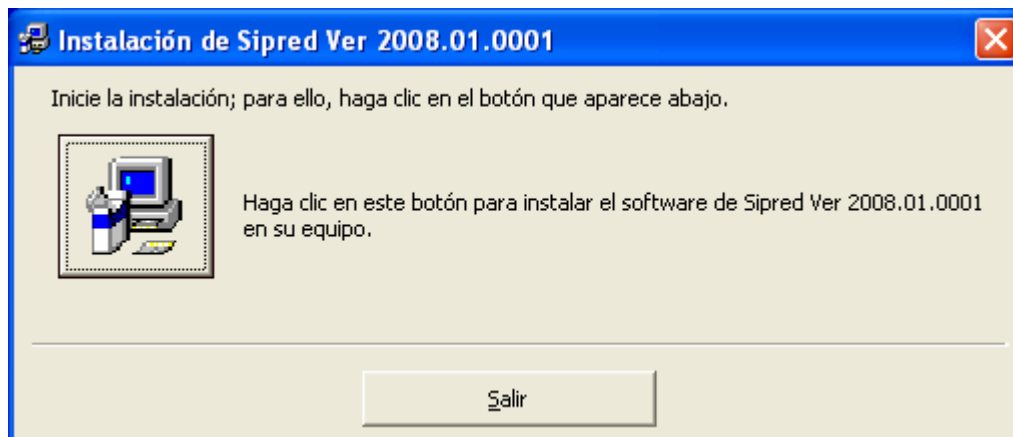 Instalación de Sipred Ver 2008.01.0001
Inicie la instalación; para ello, haga clic en el botón que aparece abajo.
Haga clic en este botón para instalar el software de Sipred Ver 2008.01.0001
en su equipo.
Salir